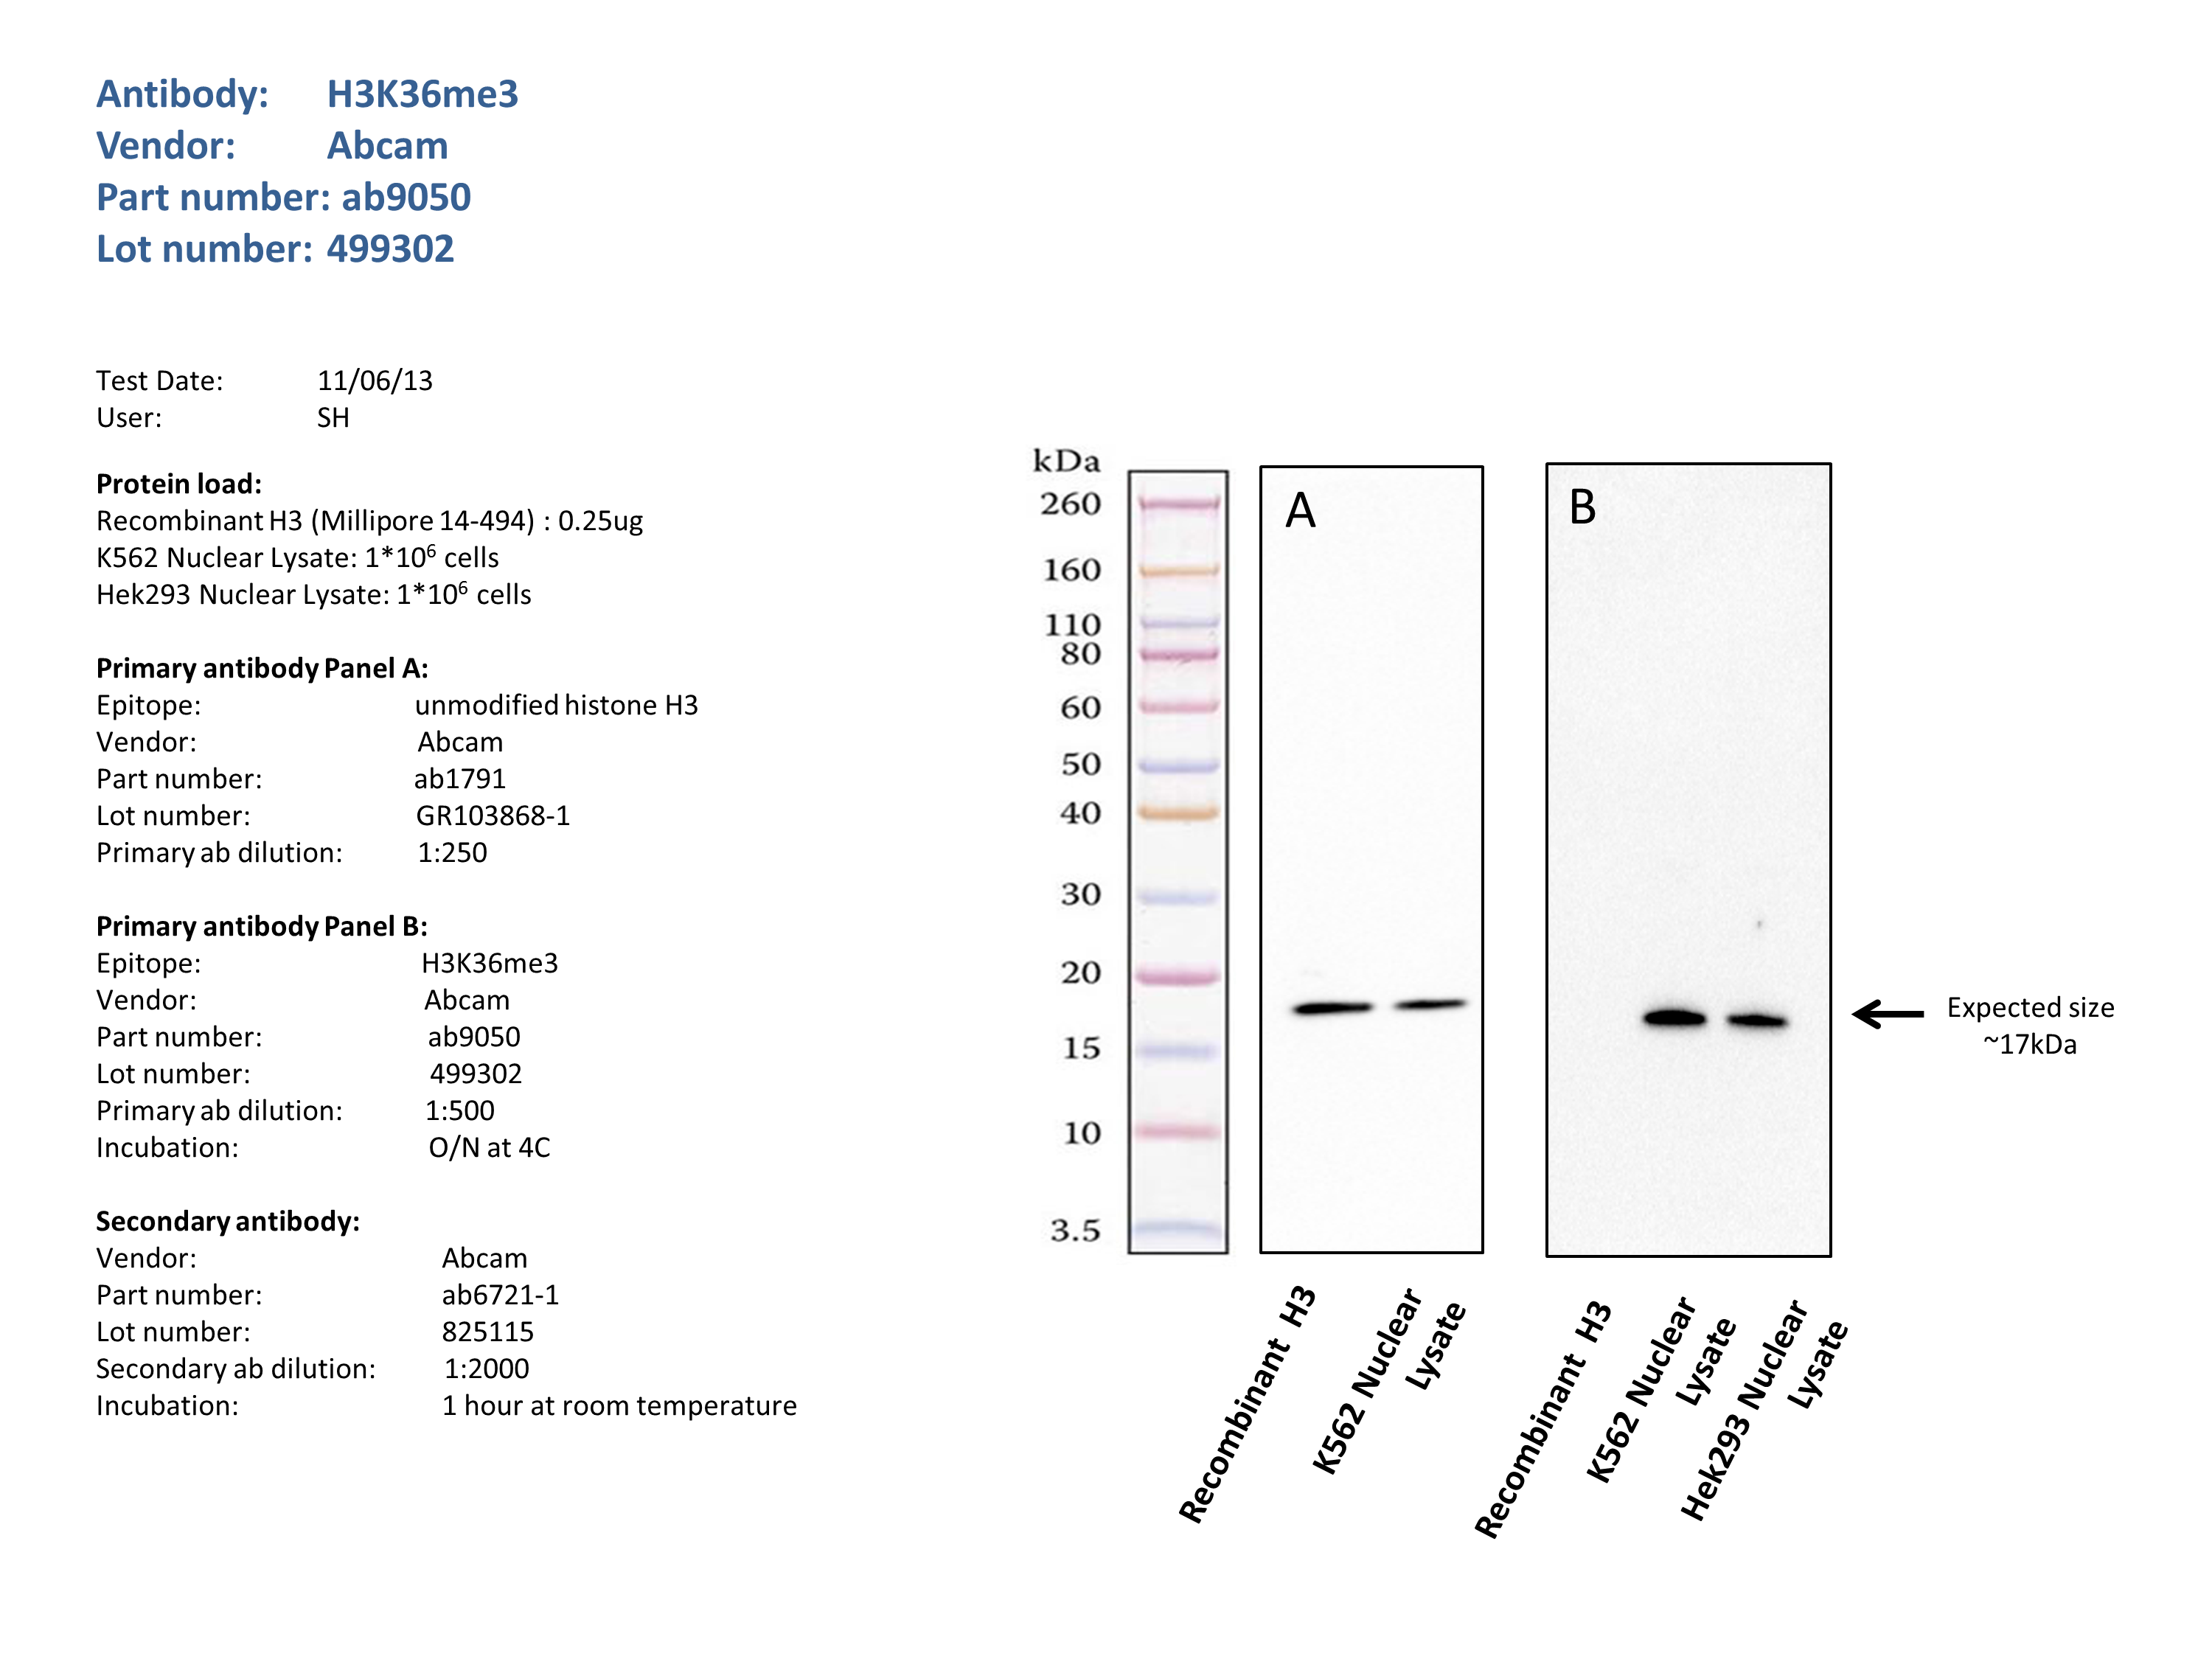 Antibody: H3K36me3
Vendor: Abcam
Part number: ab9050
Lot number: 499302
Test Date: 11/06/13
User: SH
Protein load:
Recombinant H3 (Millipore 14-494) : 0.25ug
K562 Nuclear Lysate: 1*10⁶ cells
Hek293 Nuclear Lysate: 1*10⁶ cells
Primary antibody Panel A:
Epitope: unmodified histone H3
Vendor: Abcam
Part number: ab1791
Lot number: GR103868-1
Primary ab dilution: 1:250
Primary antibody Panel B:
Epitope: H3K36me3
Vendor: Abcam
Part number: ab9050
Lot number: 499302
Primary ab dilution: 1:500
Incubation: O/N at 4C
Secondary antibody:
Vendor: Abcam
Part number: ab6721-1
Lot number: 825115
Secondary ab dilution: 1:2000
Incubation: 1 hour at room temperature
kDa
260
160
110
80
60
50
40
30
20
15
10
3.5
A
B
Expected size
~17kDa
Recombinant H3
K562 Nuclear
Lysate
Recombinant H3
K562 Nuclear
Lysate
Hek293 Nuclear
Lysate